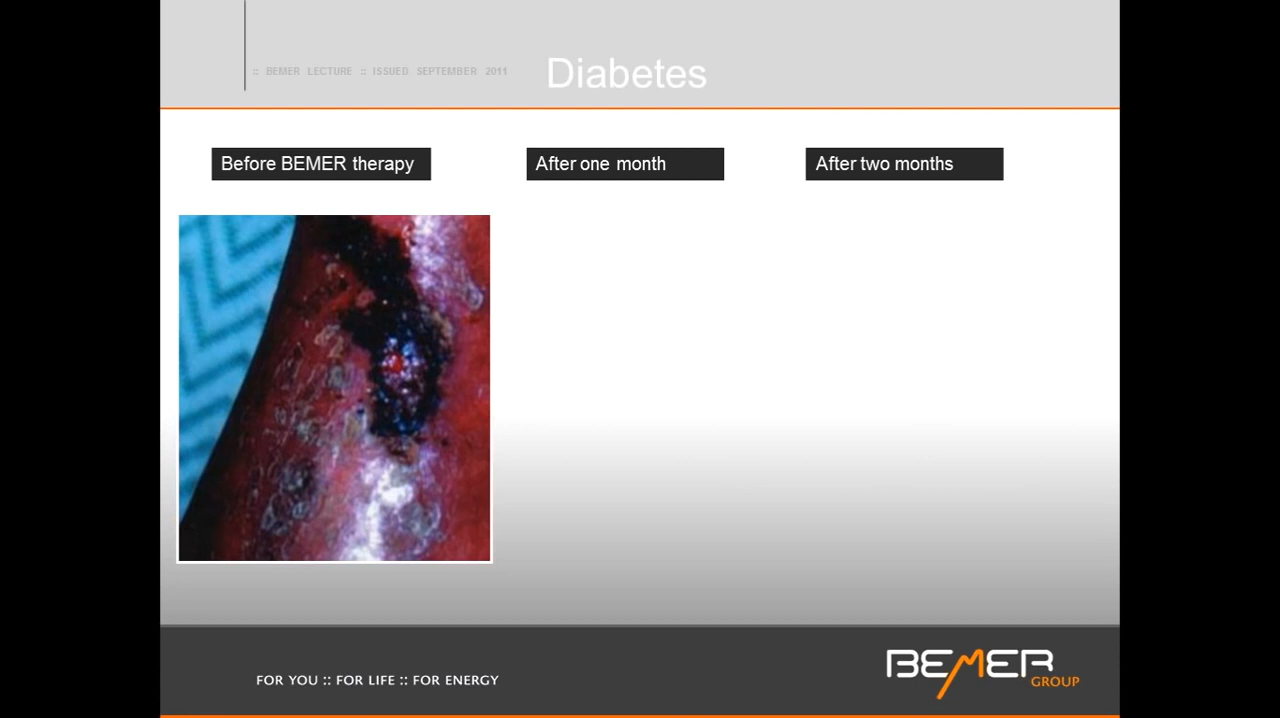 :: BEMER LECTURE :: ISSUED SEPTEMBER 2011
Diabetes
Before BEMER therapy
After one month
After two months
FOR YOU :: FOR LIFE :: FOR ENERGY
BEMER
GROUP